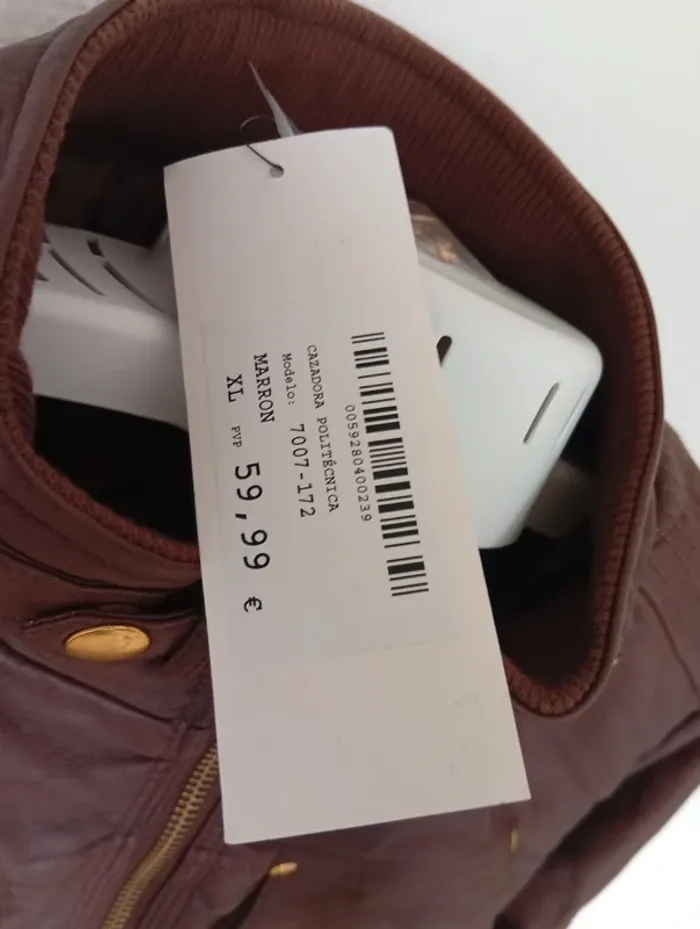 0059280400239
CAZADORA POLITÉCNICA
Modelo: 7007-172
MARRON
XL PVP 59,99 €